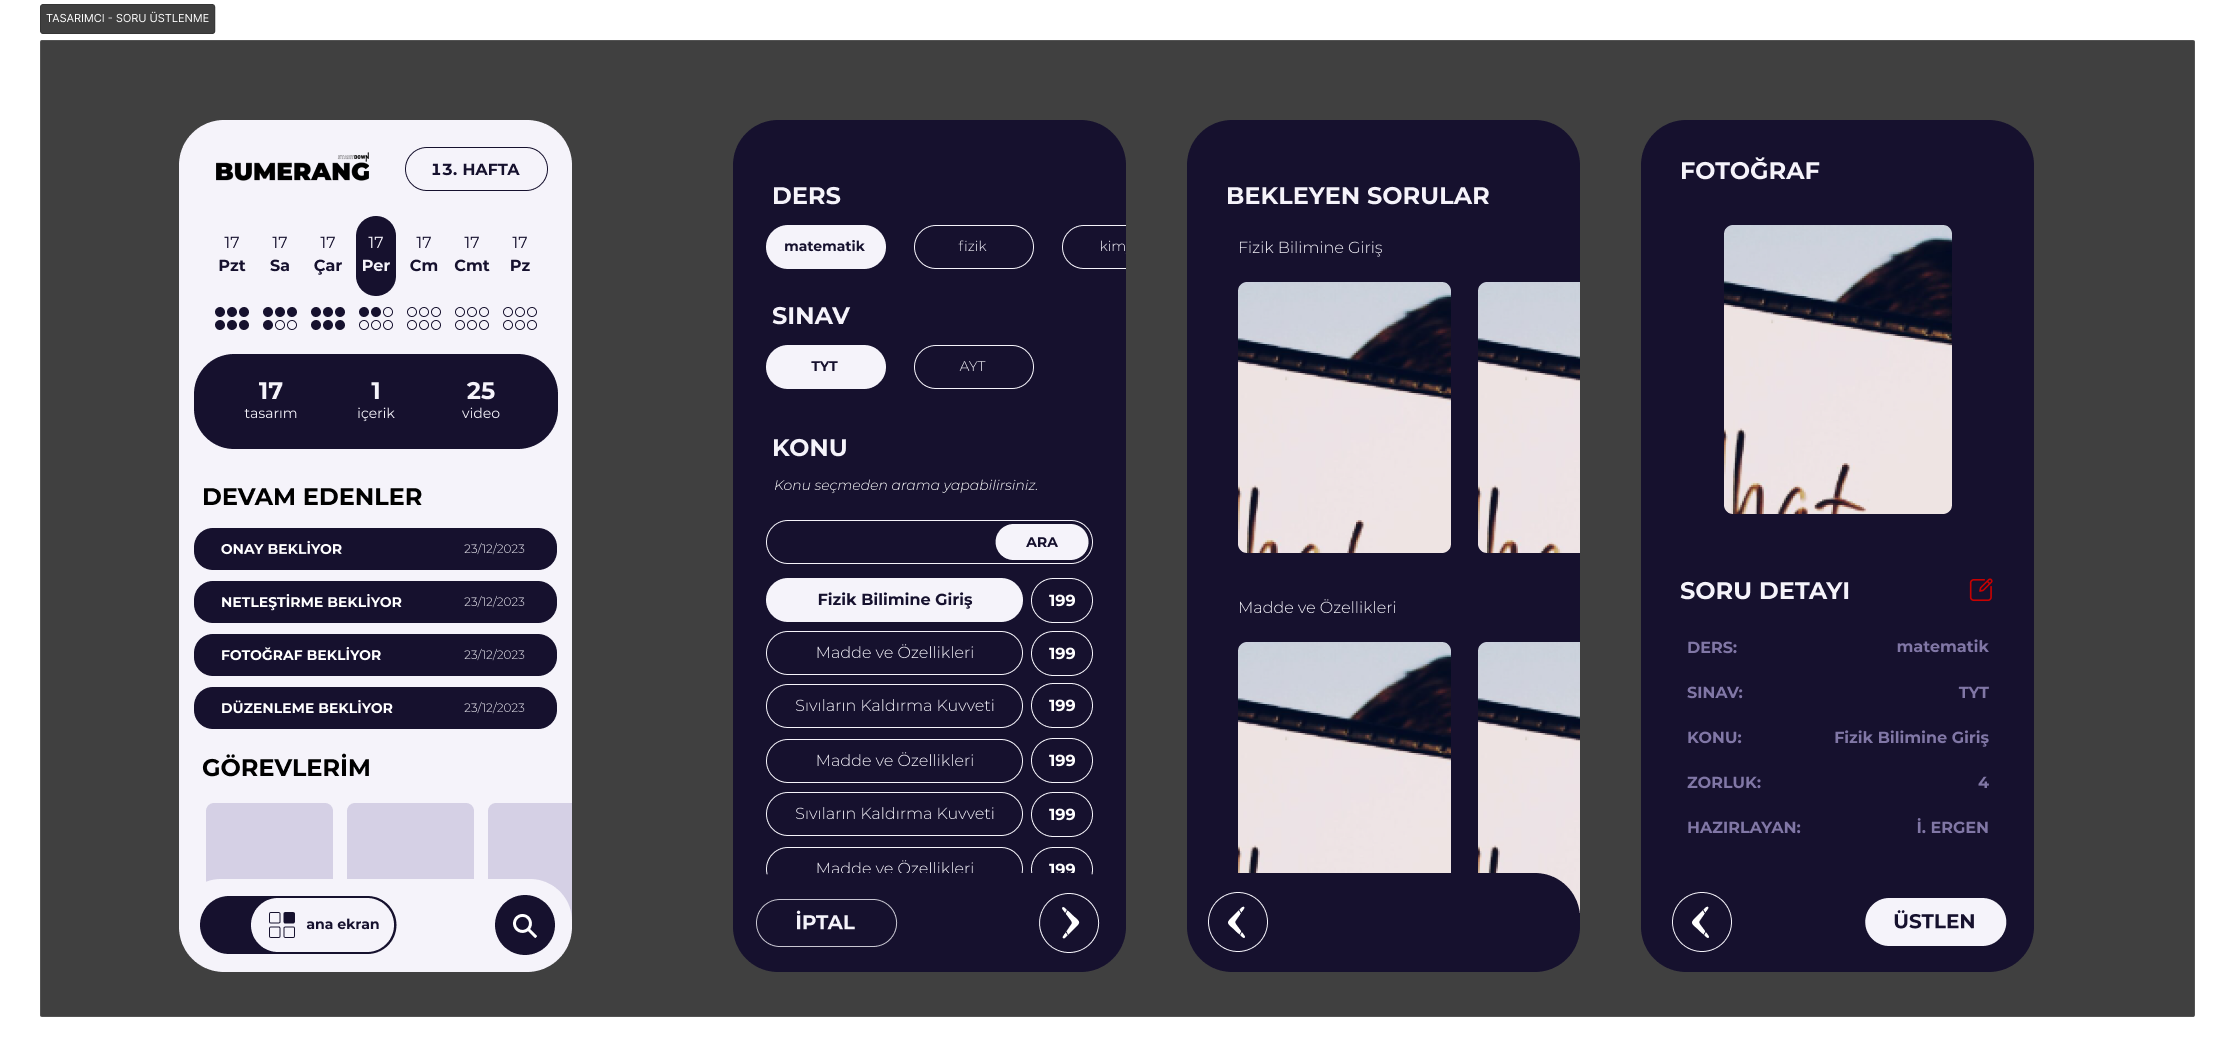 TASARIMCI - SORU ÜSTLENME
BUMERANG
13. HAFTA
17 17 17 17 17 17 17
Pzt Sa Çar Per Cm Cmt Pz
17 1 25
tasarım içerik video
DEVAM EDENLER
ONAY BEKLİYOR 23/12/2023
NETLEŞTİRME BEKLİYOR 23/12/2023
FOTOĞRAF BEKLİYOR 23/12/2023
DÜZENLEME BEKLİYOR 23/12/2023
GÖREVLERİM
ana ekran
DERS
matematik fizik kim
SINAV
TYT AYT
KONU
Konu seçmeden arama yapabilirsiniz.
ARA
Fizik Bilimine Giriş 199
Madde ve Özellikleri 199
Sıvıların Kaldırma Kuvveti 199
Madde ve Özellikleri 199
Sıvıların Kaldırma Kuvveti 199
Madde ve Özellikleri 199
İPTAL
BEKLEYEN SORULAR
Fizik Bilimine Giriş
Madde ve Özellikleri
FOTOĞRAF
hat
SORU DETAYI
DERS: matematik
SINAV: TYT
KONU: Fizik Bilimine Giriş
ZORLUK: 4
HAZIRLAYAN: İ. ERGEN
ÜSTLEN